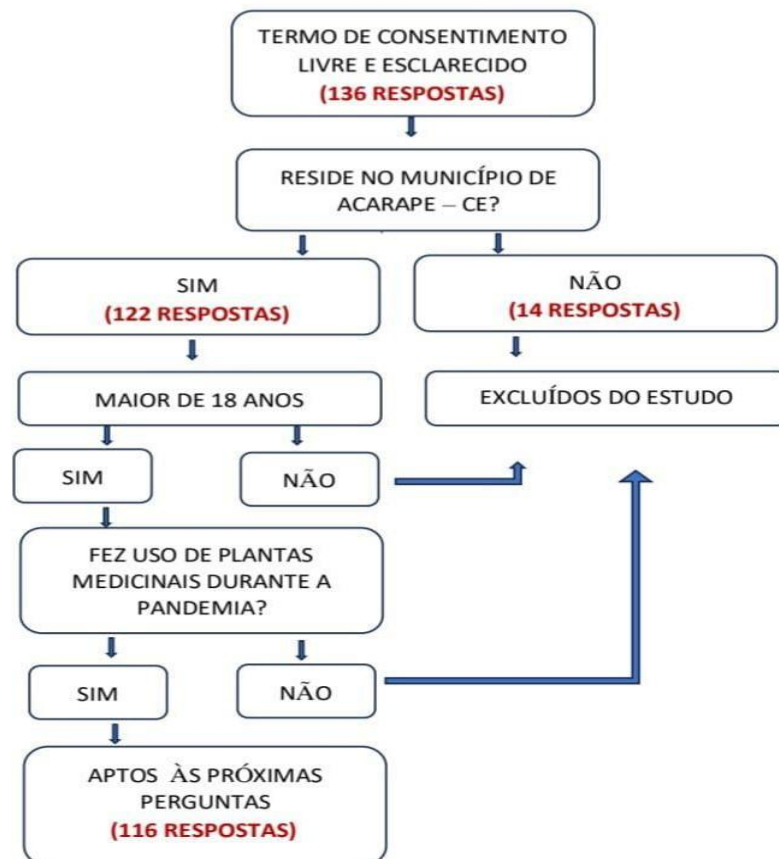 TERMO DE CONSENTIMENTO
LIVRE E ESCLARECIDO
(136 RESPOSTAS)
RESIDE NO MUNICÍPIO DE
ACARAPE – CE?
SIM
(122 RESPOSTAS)
NÃO
(14 RESPOSTAS)
MAIOR DE 18 ANOS
EXCLUÍDOS DO ESTUDO
SIM
NÃO
FEZ USO DE PLANTAS
MEDICINAIS DURANTE A
PANDEMIA?
SIM
NÃO
APTOS ÀS PRÓXIMAS
PERGUNTAS
(116 RESPOSTAS)